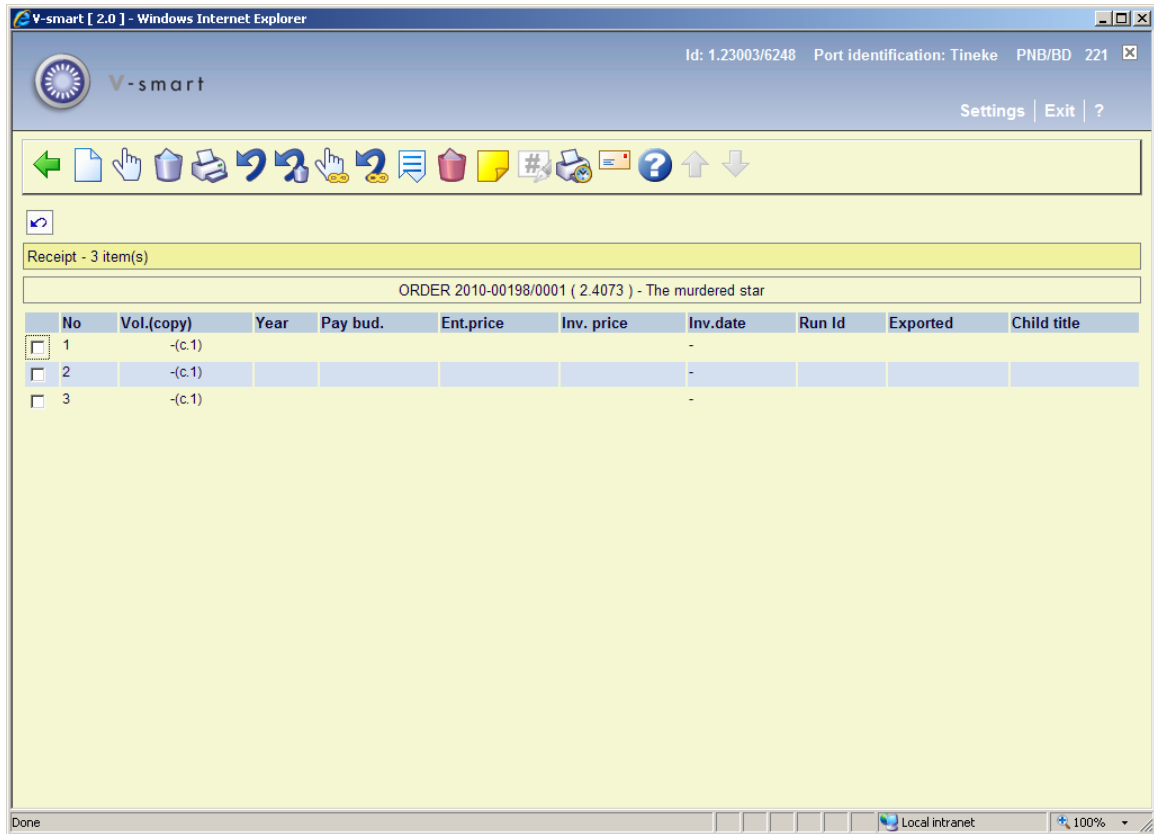 V-smart [ 2.0 ] - Windows Internet Explorer
Id: 1.23003/6248 Port identification: Tineke PNB/BD 221
V-smart
Settings | Exit | ?
#
?
Receipt - 3 item(s)
ORDER 2010-00198/0001 ( 2.4073 ) - The murdered star
No Vol.(copy) Year Pay bud. Ent.price Inv. price Inv.date Run Id Exported Child title
1 -(c.1) -
2 -(c.1) -
3 -(c.1) -
Done Local intranet 100%